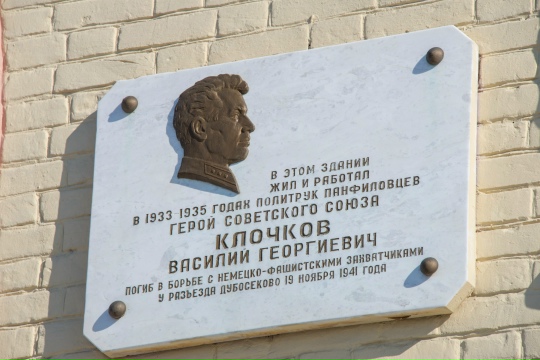 В ЭТОМ ЗДАНИИ
ЖИЛ И РАБОТАЛ
В 1933-1935 ГОДАХ ПОЛИТРУК ПАНФИЛОВЦЕВ
ГЕРОЙ СОВЕТСКОГО СОЮЗА
КЛОЧКОВ
ВАСИЛИЙ ГЕОРГИЕВИЧ
ПОГИБ В БОРЬБЕ С НЕМЕЦКО-ФАШИСТСКИМИ ЗАХВАТЧИКАМИ
У РАЗЬЕЗДА ДУБОСЕКОВО 19 НОЯБРЯ 1941 ГОДА